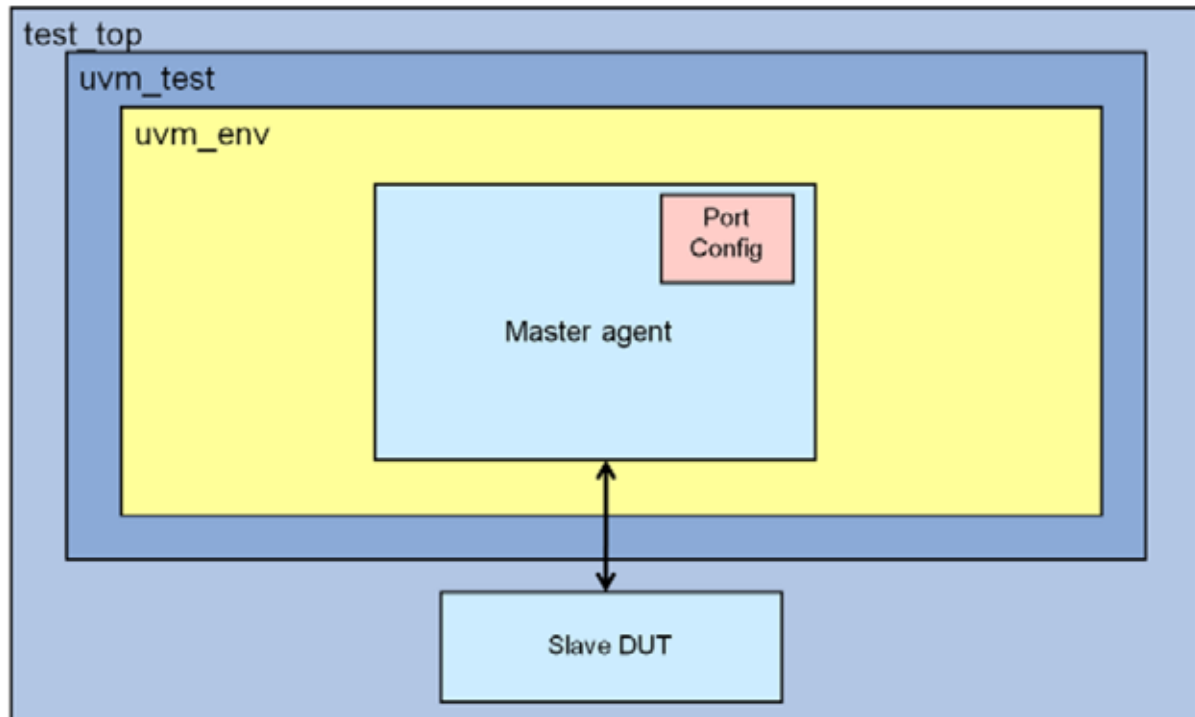 test_top
uvm_test
uvm_env
Port
Config
Master agent
Slave DUT